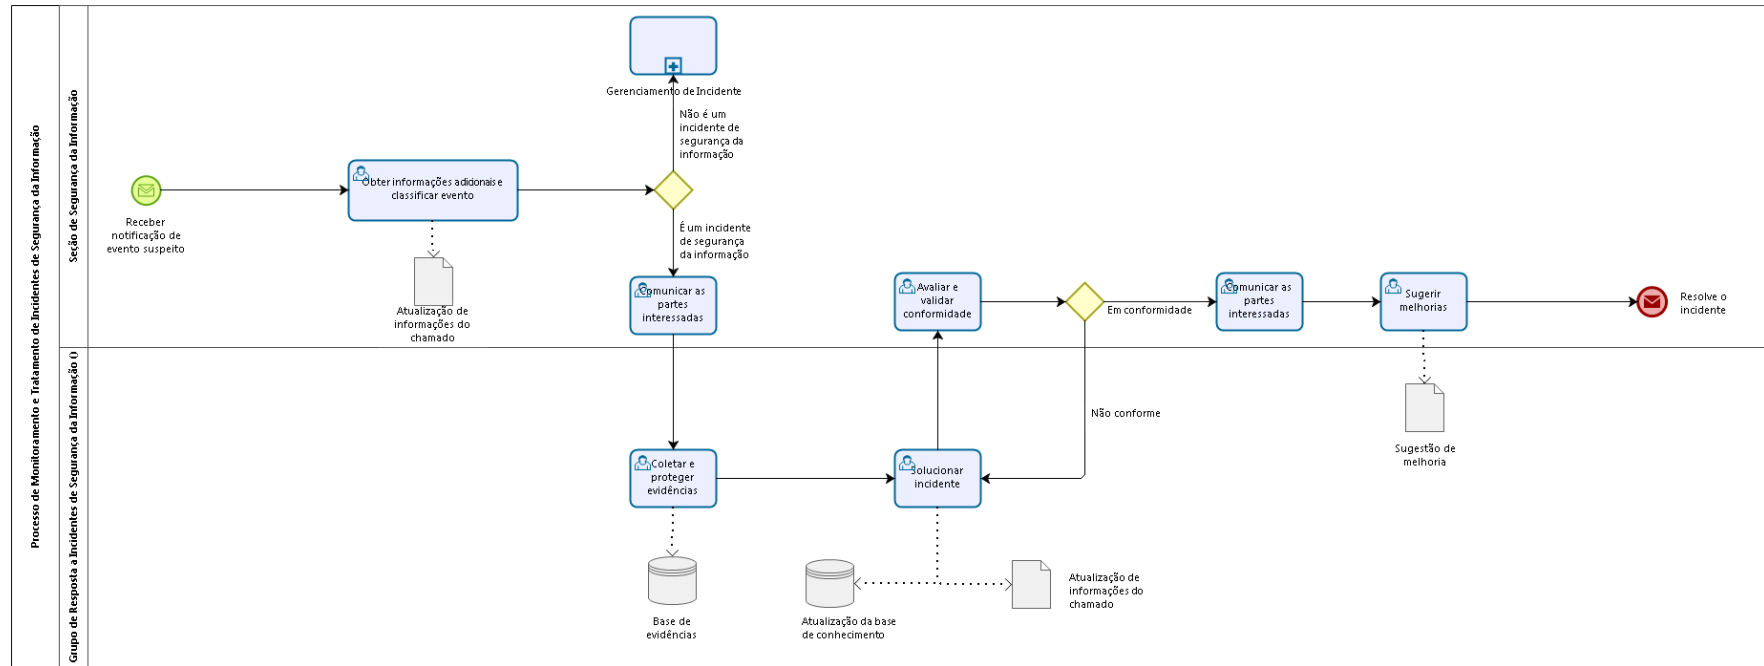 Processo de Monitoramento e Tratamento de Incidentes de Segurança da Informação
Seção de Segurança da Informação
Gerenciamento de Incidente
Não é um
incidente de
segurança da
informação
Receber
notificação de
evento suspeito
Obter informações adicionais e
classificar evento
Atualização de
informações do
chamado
É um incidente
de segurança
da informação
Comunicar as
partes
interessadas
Avaliar e
validar
conformidade
Em conformidade
Comunicar as
partes
interessadas
Sugerir
melhorias
Resolve o
incidente
Grupo de Resposta a Incidentes de Segurança da Informação ()
Não conforme
Sugestão de
melhoria
Coletar e
proteger
evidências
Solucionar
incidente
Base de
evidências
Atualização da base
de conhecimento
Atualização de
informações do
chamado